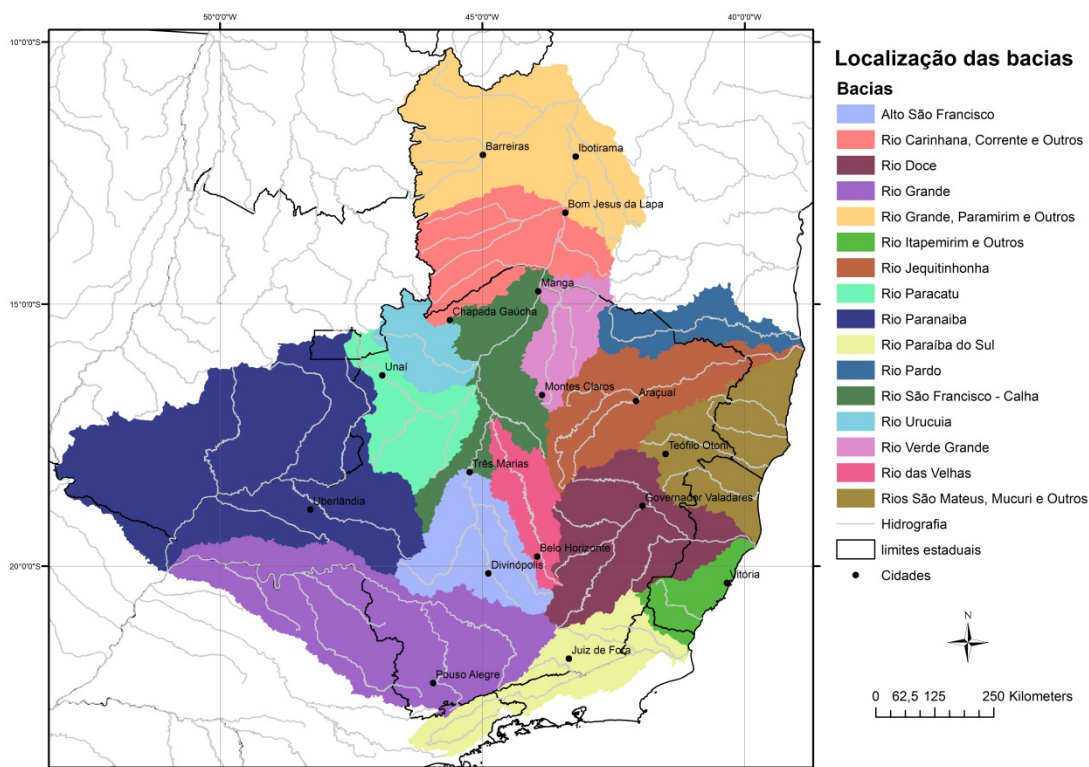 50°0'0"W
45°0'0"W
40°0'0"W
10°0'0"S
15°0'0"S
20°0'0"S
Barreiras
Ibotirama
Bom Jesus da Lapa
Manga
Chapada Gaúcha
Unaí
Montes Claros
Araçuaí
Teófilo Otoni
Três Marias
Uberlândia
Governador Valadares
Belo Horizonte
Divinópolis
Vitória
Juiz de Fora
Pouso Alegre
Localização das bacias
Bacias
Alto São Francisco
Rio Carinhana, Corrente e Outros
Rio Doce
Rio Grande
Rio Grande, Paramirim e Outros
Rio Itapemirim e Outros
Rio Jequitinhonha
Rio Paracatu
Rio Paranaiba
Rio Paraíba do Sul
Rio Pardo
Rio São Francisco - Calha
Rio Urucuia
Rio Verde Grande
Rio das Velhas
Rios São Mateus, Mucuri e Outros
Hidrografia
limites estaduais
Cidades
N
0 62,5 125 250 Kilometers